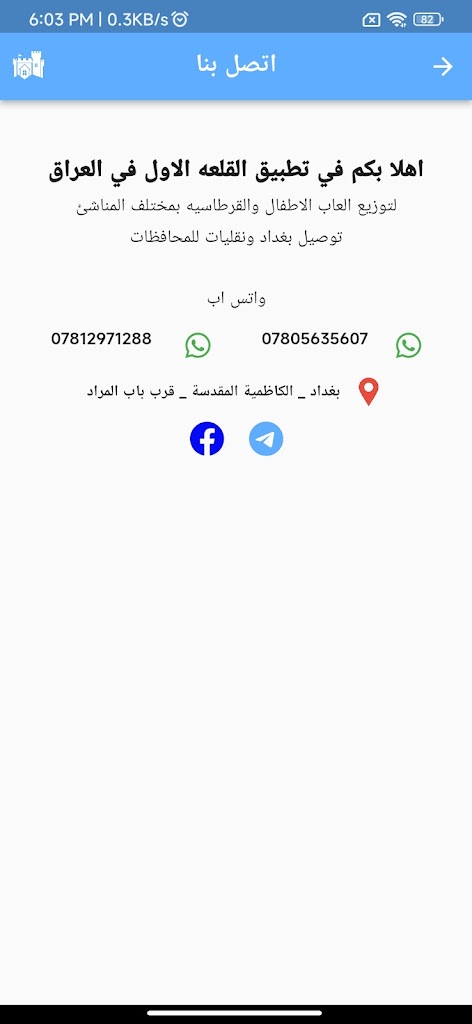 6:03 PM | 0.3KB/s
82
اتصل بنا
اهلا بكم في تطبيق القلعه الاول في العراق
لتوزيع العاب الاطفال والقرطاسيه بمختلف المناشئ
توصيل بغداد ونقليات للمحافظات
واتس اب
07805635607
07812971288
بغداد _ الكاظمية المقدسة _ قرب باب المراد